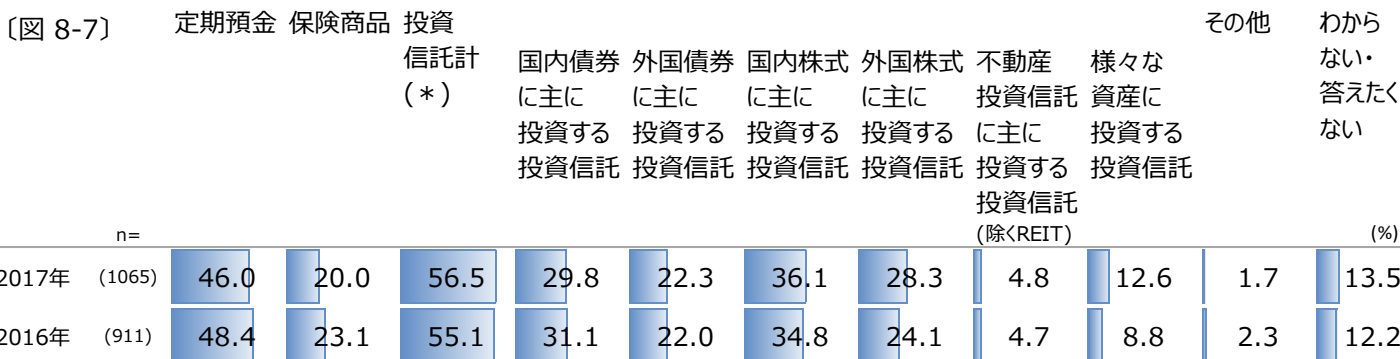 〔図 8-7〕
定期預金
保険商品
投資
信託計
(＊)
国内債券
に主に
投資する
投資信託
外国債券
に主に
投資する
投資信託
国内株式
に主に
投資する
投資信託
外国株式
に主に
投資する
投資信託
不動産
投資信託
に主に
投資する
投資信託
(除くREIT)
様々な
資産に
投資する
投資信託
その他
わから
ない・
答えたく
ない
n=
(%)
2017年 (1065) 46.0 20.0 56.5 29.8 22.3 36.1 28.3 4.8 12.6 1.7 13.5
2016年 (911) 48.4 23.1 55.1 31.1 22.0 34.8 24.1 4.7 8.8 2.3 12.2